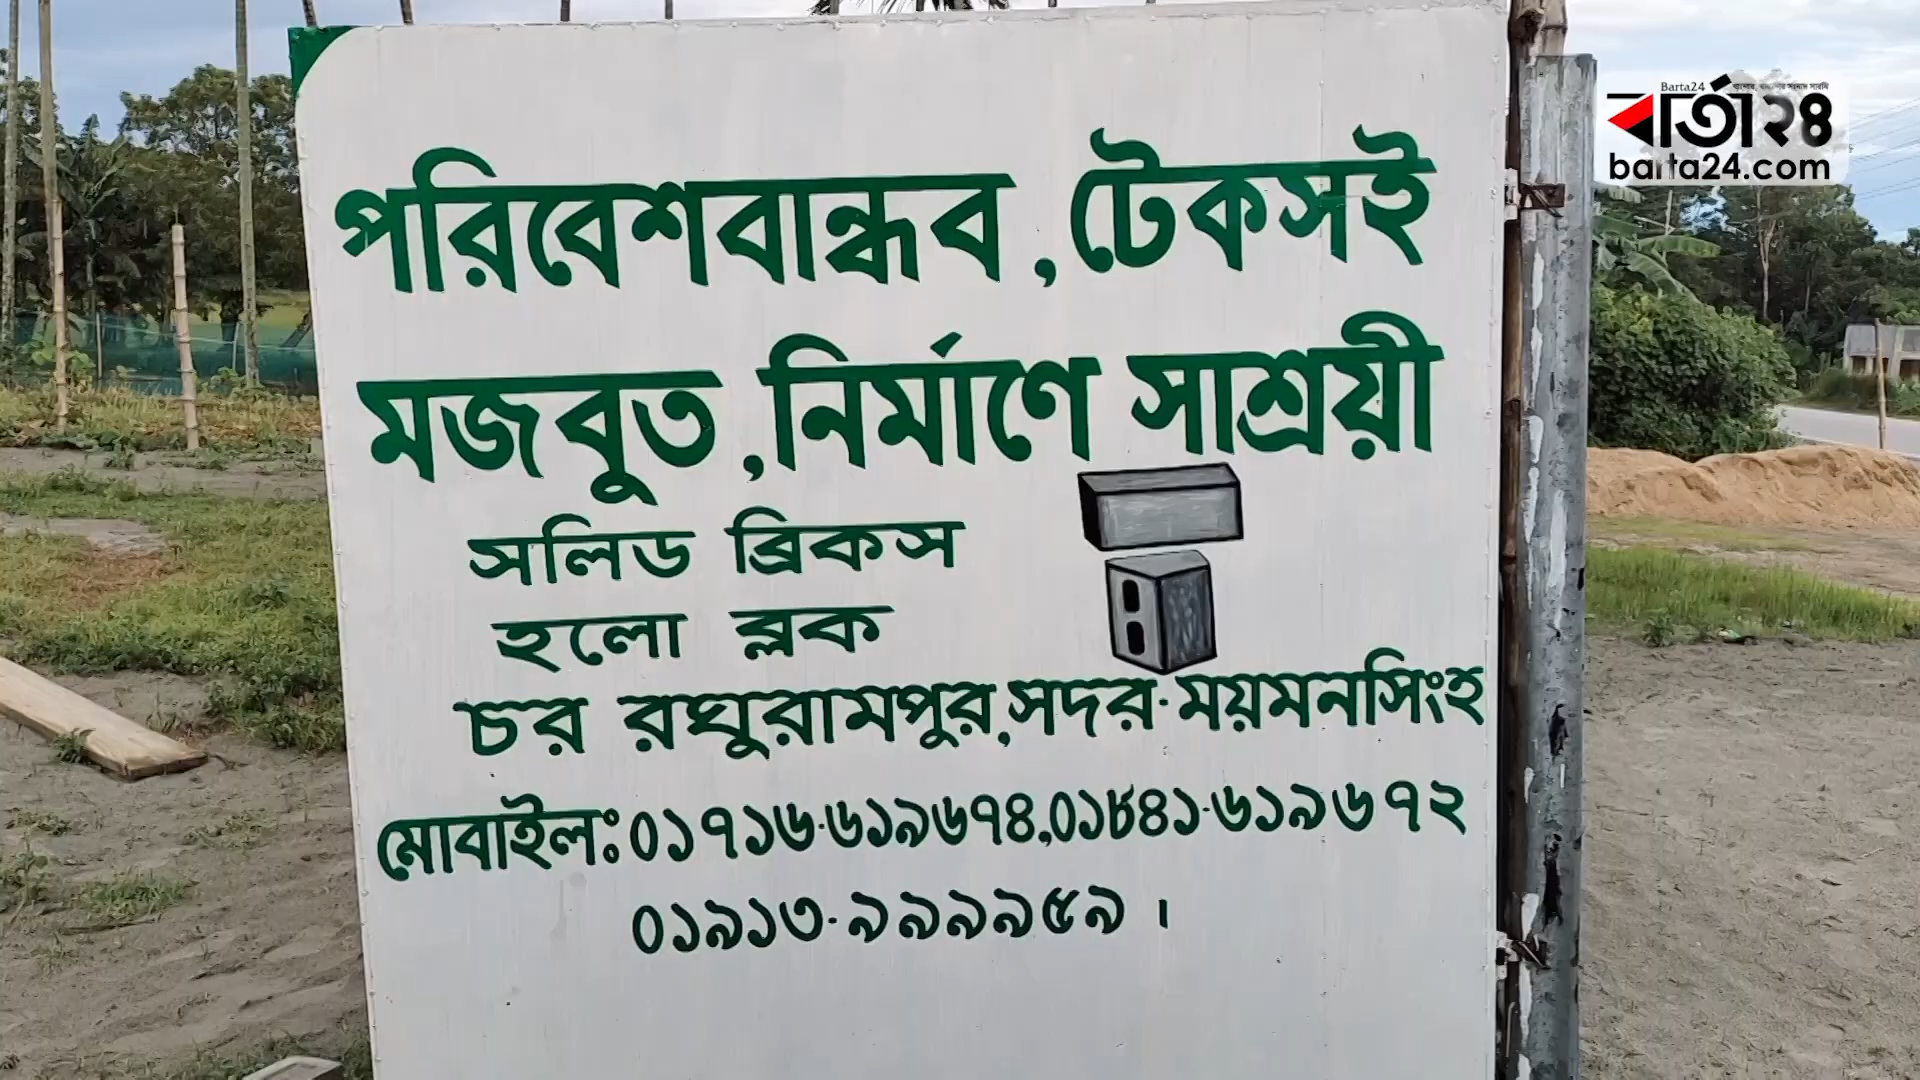 Barta24
বার্তা২৪
barta24.com
পরিবেশবান্ধব, টেকসই
মজবুত, নির্মাণে সাশ্রয়ী
সলিড ব্রিকস
হলো ব্লক
চর রঘুরামপুর, সদর-ময়মনসিংহ
মোবাইলঃ ০১৭১৬-৬১৯৬৭৪, ০১৮৪১-৬১৯৬৭২
০১৯১৩-৯৯৯৯৫৯।